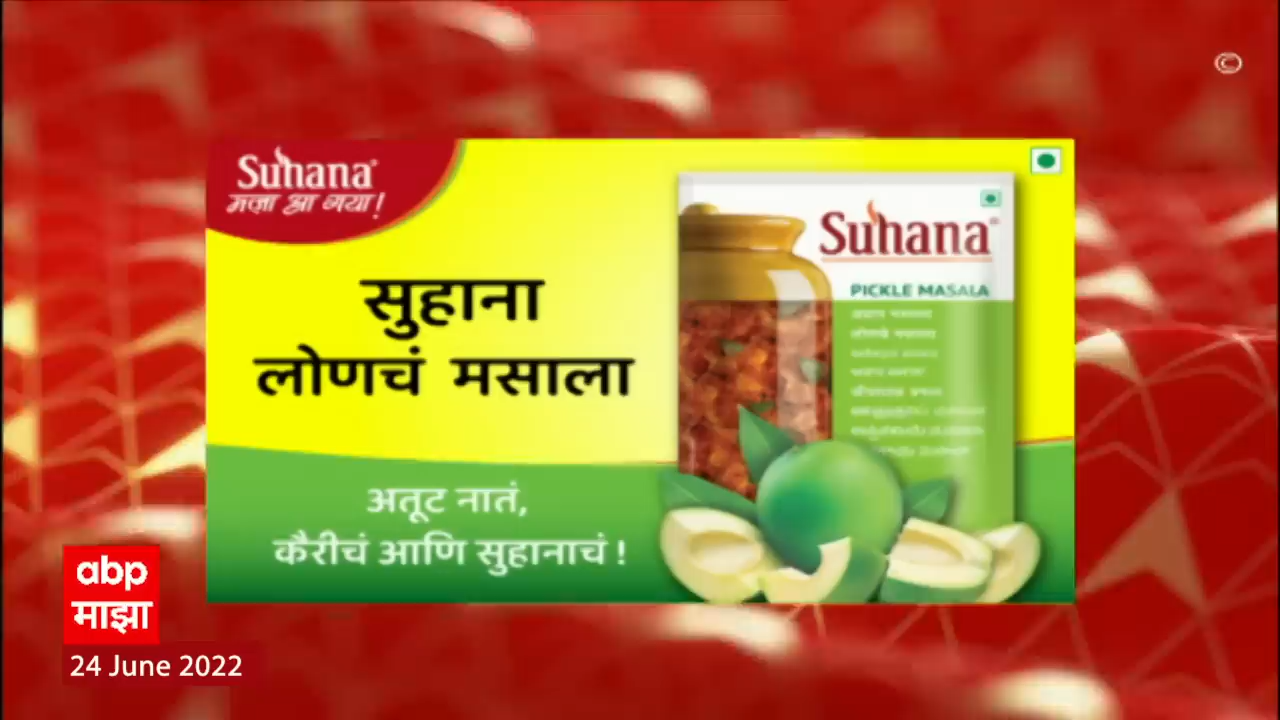 ©
Suhana®
मज़ा आ गया!
सुहाना
लोणचं मसाला
अतूट नातं,
कैरीचं आणि सुहानाचं !
Suhana®
PICKLE MASALA
abp
माझा
24 June 2022